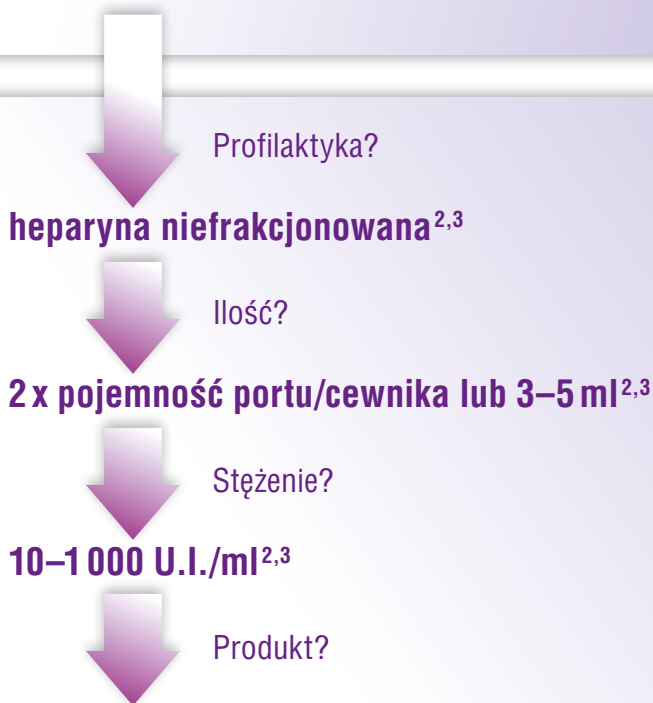 Profilaktyka?
heparyna niefrakcjonowana2,3
Ilość?
2 x pojemność portu/cewnika lub 3–5 ml2,3
Stężenie?
10–1 000 U.I./ml2,3
Produkt?